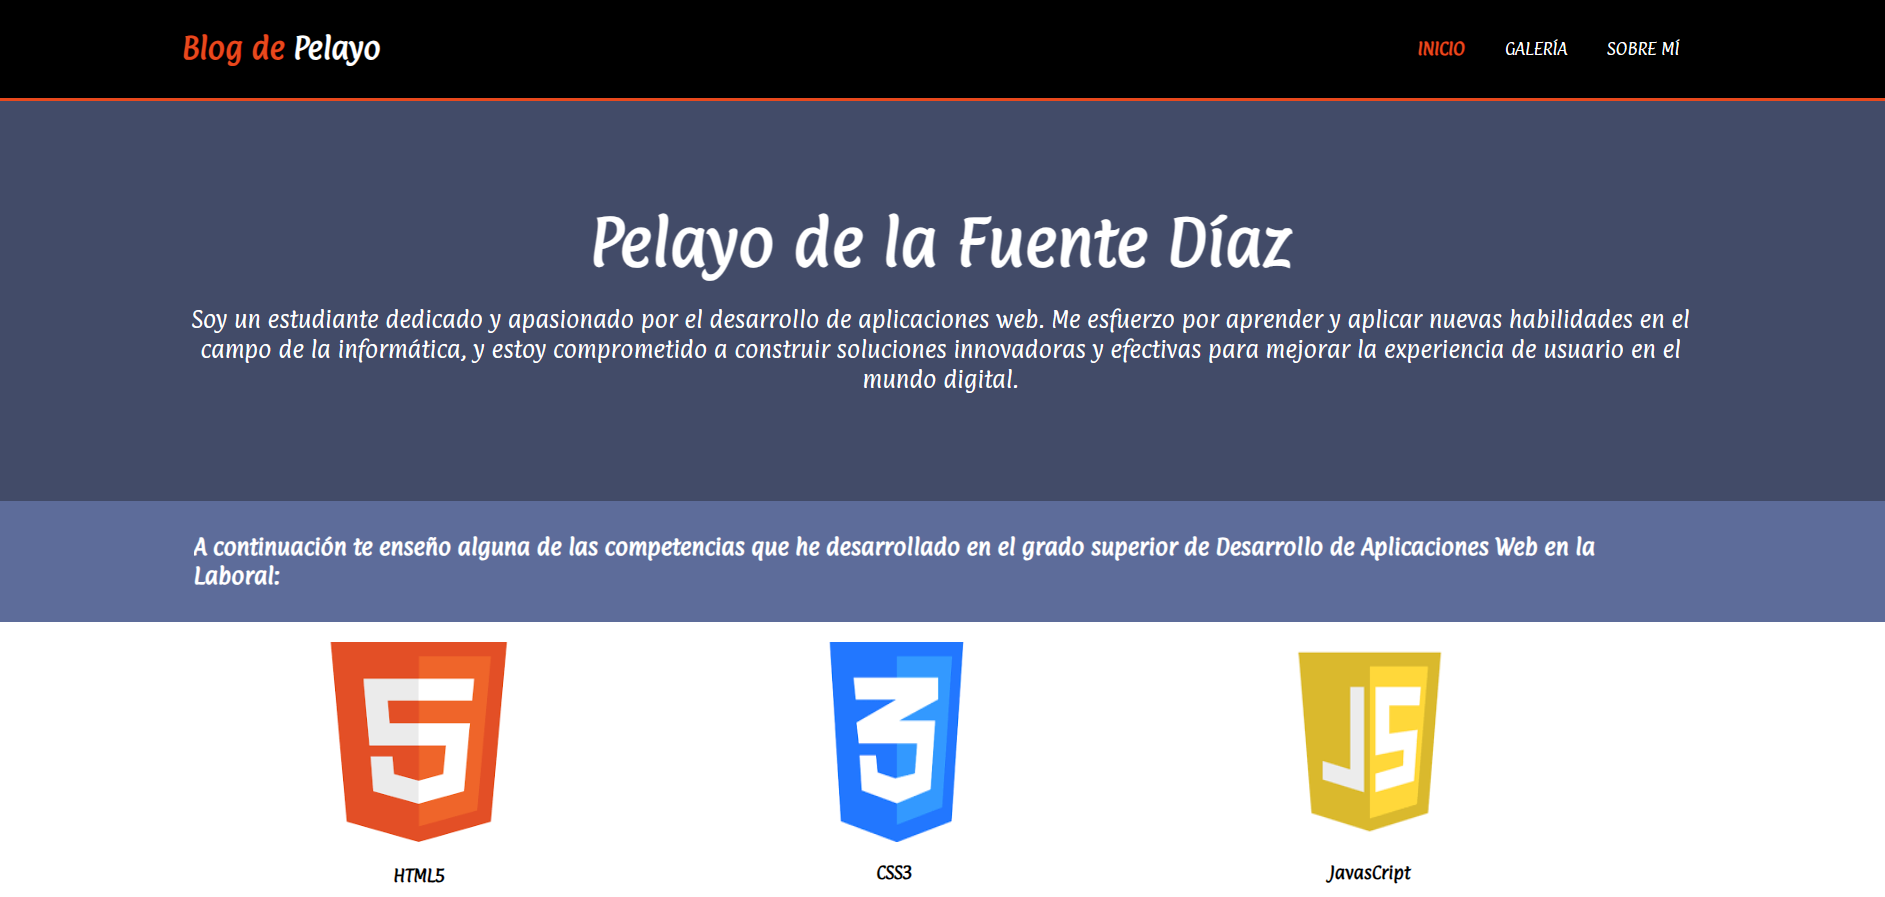 Blog de Pelayo
INICIO GALERÍA SOBRE MÍ
Pelayo de la Fuente Díaz
Soy un estudiante dedicado y apasionado por el desarrollo de aplicaciones web. Me esfuerzo por aprender y aplicar nuevas habilidades en el
campo de la informática, y estoy comprometido a construir soluciones innovadoras y efectivas para mejorar la experiencia de usuario en el
mundo digital.
A continuación te enseño alguna de las competencias que he desarrollado en el grado superior de Desarrollo de Aplicaciones Web en la
Laboral:
5
3
JS
HTML5
CSS3
JavasCript